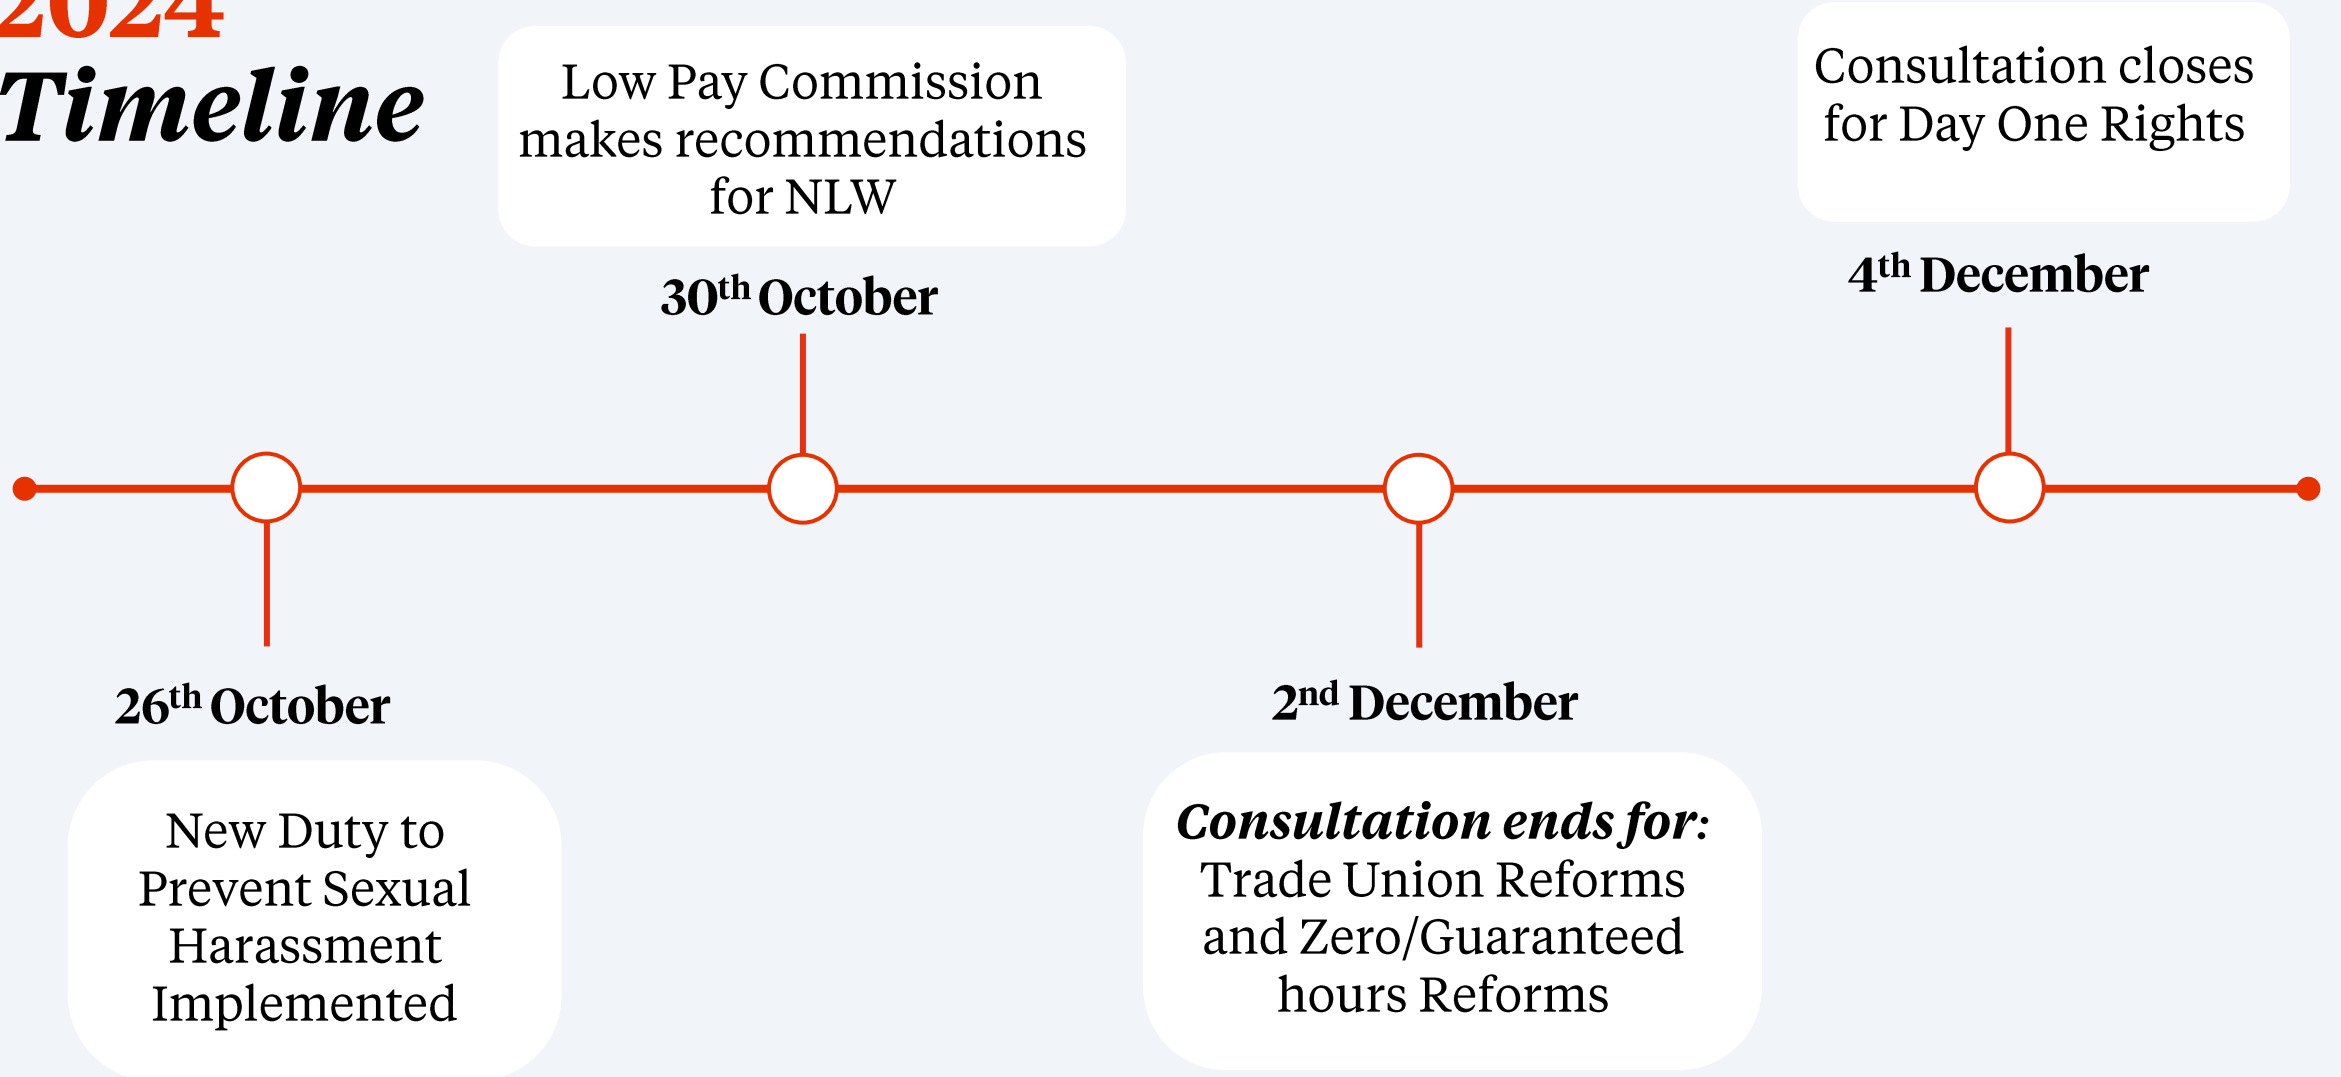 2024
Timeline
Low Pay Commission
makes recommendations
for NLW
30th October
Consultation closes
for Day One Rights
4th December
26th October
New Duty to
Prevent Sexual
Harassment
Implemented
2nd December
Consultation ends for:
Trade Union Reforms
and Zero/Guaranteed
hours Reforms